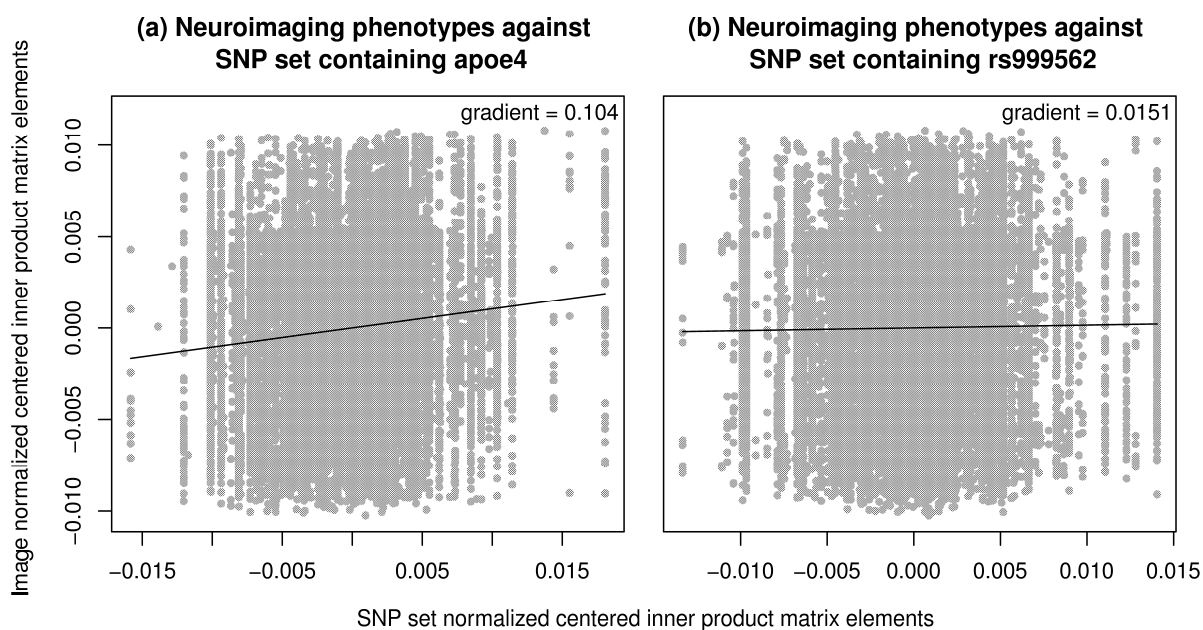 (a) Neuroimaging phenotypes against
SNP set containing apoe4
(b) Neuroimaging phenotypes against
SNP set containing rs999562
gradient = 0.104
gradient = 0.0151
Image normalized centered inner product matrix elements
0.010
0.005
0.000
−0.005
−0.010
−0.015 −0.005 0.005 0.015
−0.010 −0.005 0.000 0.005 0.010 0.015
SNP set normalized centered inner product matrix elements